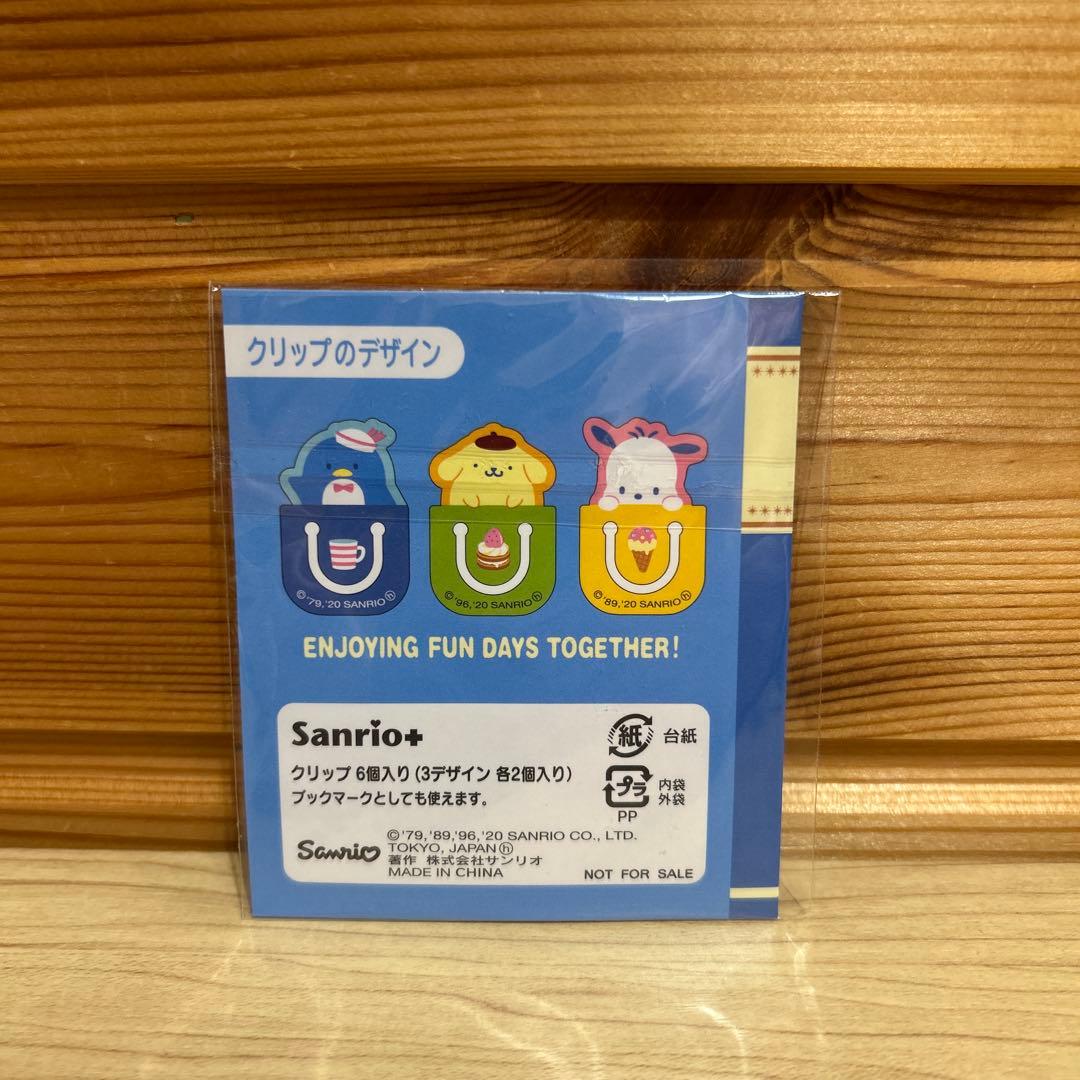 クリップのデザイン
©'79,'20 SANRIO ⓗ
©'96,'20 SANRIO ⓗ
©'89,'20 SANRIO ⓗ
ENJOYING FUN DAYS TOGETHER!
Sanrio+
クリップ 6個入り(3デザイン 各2個入り)
ブックマークとしても使えます。
紙 台紙
プラ 内袋
外袋
PP
Sanrio
©'79,'89,'96,'20 SANRIO CO., LTD.
TOKYO, JAPAN ⓗ
著作 株式会社サンリオ
MADE IN CHINA
NOT FOR SALE